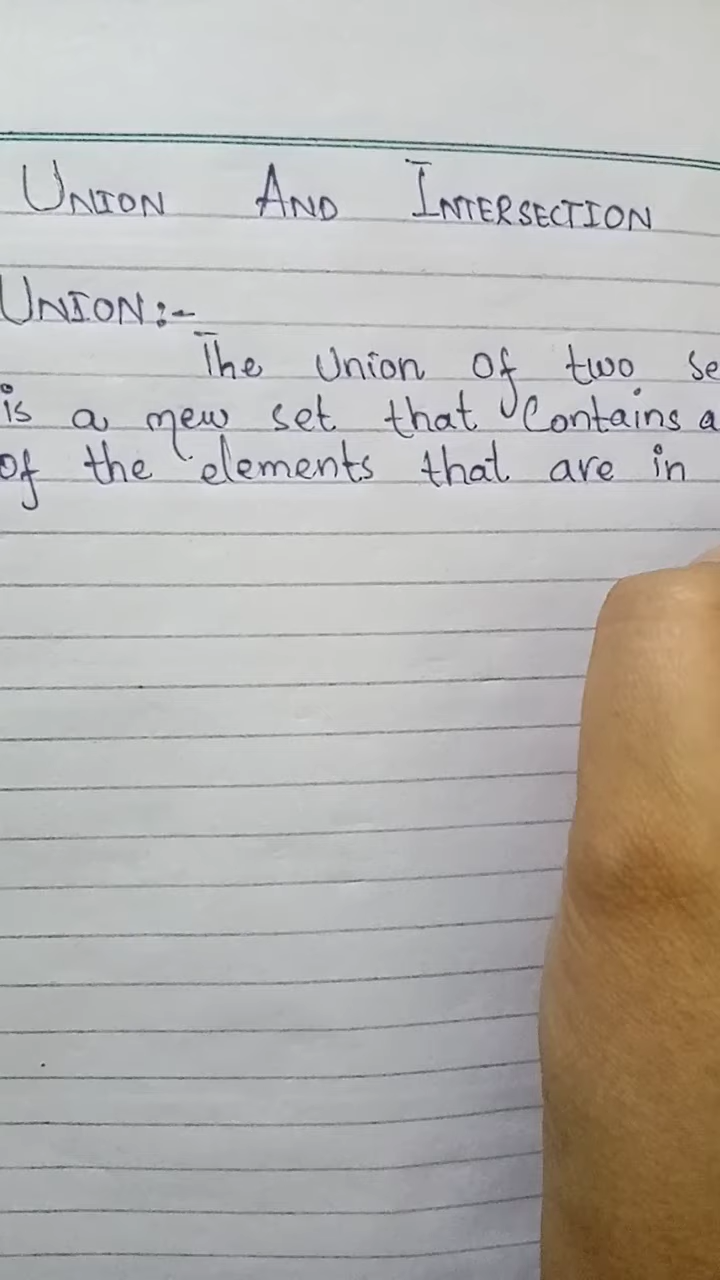 UNION AND INTERSECTION
UNION:-
The Union of two se
is a new set that Contains a
of the elements that are in